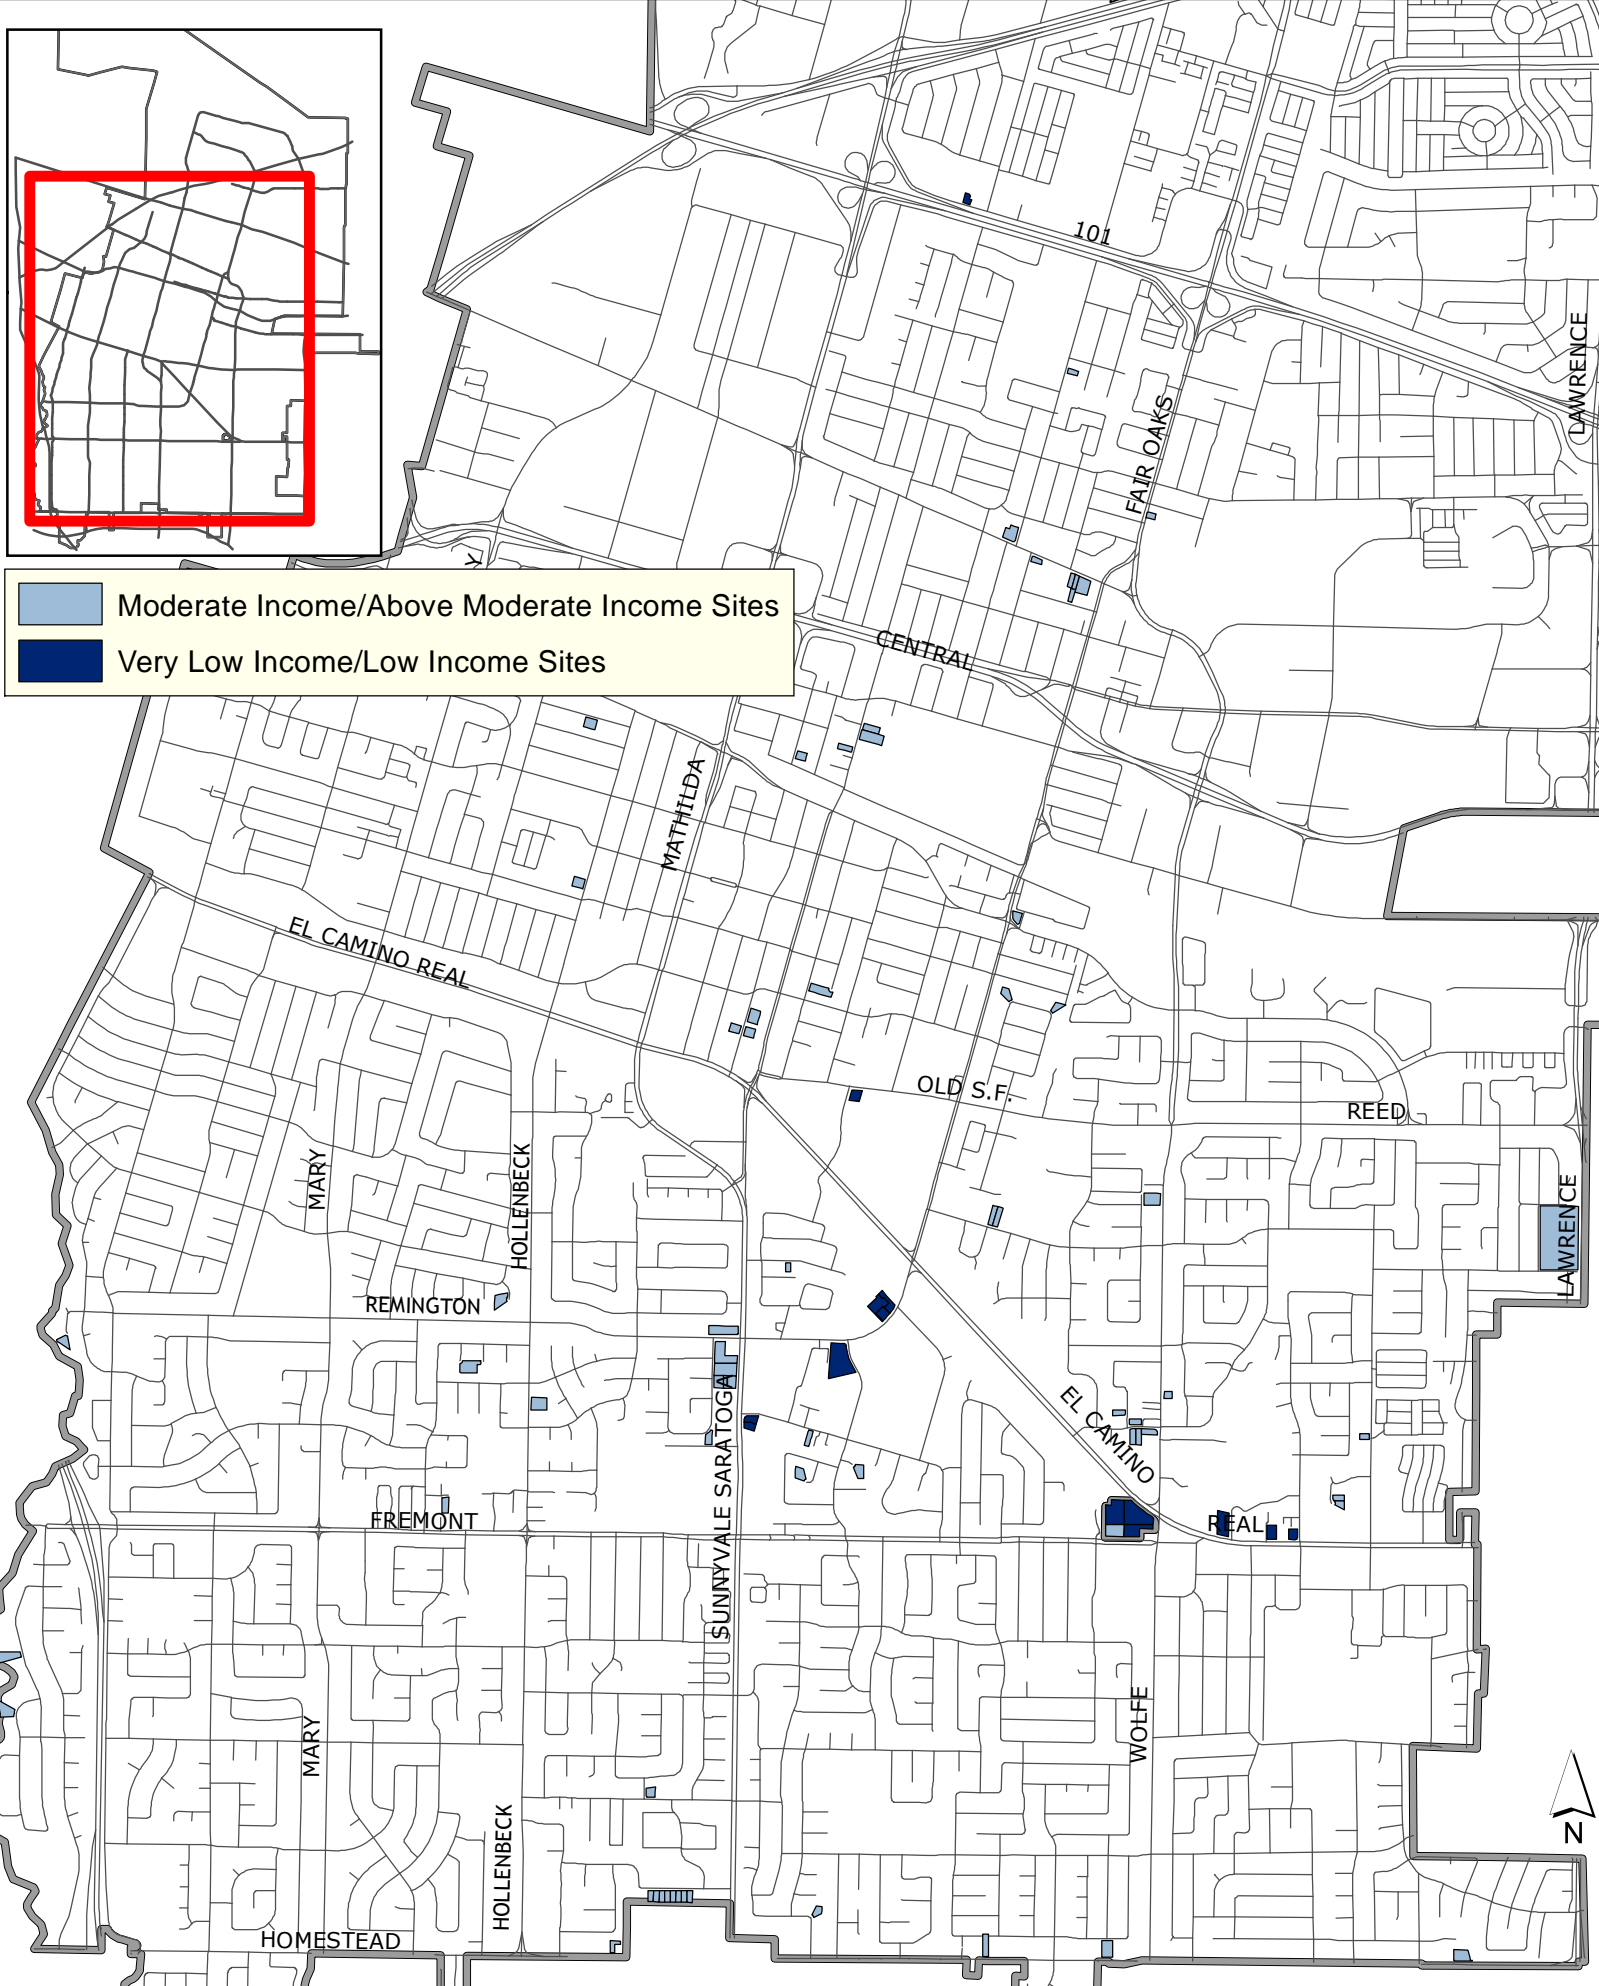 101
LAWRENCE
FAIR OAKS
Y
Moderate Income/Above Moderate Income Sites
Very Low Income/Low Income Sites
CENTRAL
MATHILDA
EL CAMINO REAL
OLD S.F.
REED
MARY
HOLLENBECK
LAWRENCE
REMINGTON
SUNNYVALE SARATOGA
EL CAMINO
REAL
FREMONT
WOLFE
MARY
HOLLENBECK
N
HOMESTEAD